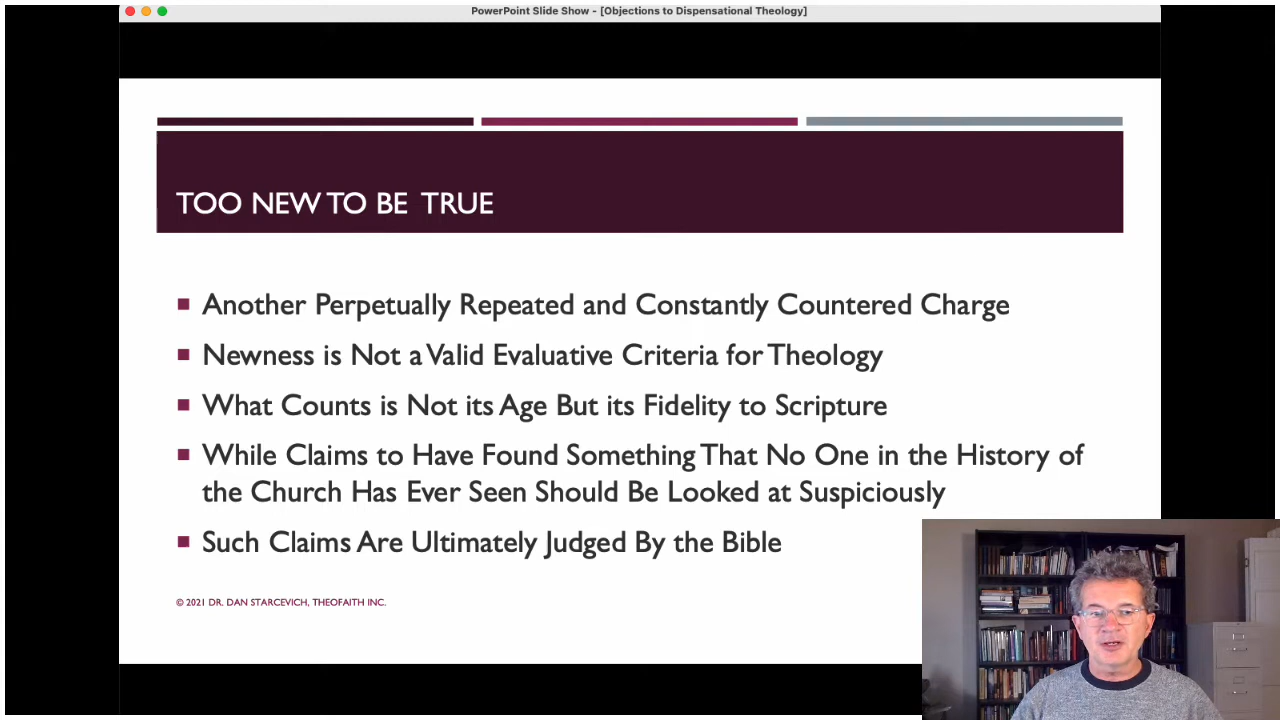 PowerPoint Slide Show - [Objections to Dispensational Theology]
TOO NEW TO BE TRUE
Another Perpetually Repeated and Constantly Countered Charge
Newness is Not a Valid Evaluative Criteria for Theology
What Counts is Not its Age But its Fidelity to Scripture
While Claims to Have Found Something That No One in the History of
the Church Has Ever Seen Should Be Looked at Suspiciously
Such Claims Are Ultimately Judged By the Bible
© 2021 DR. DAN STARCEVICH, THEOFAITH INC.